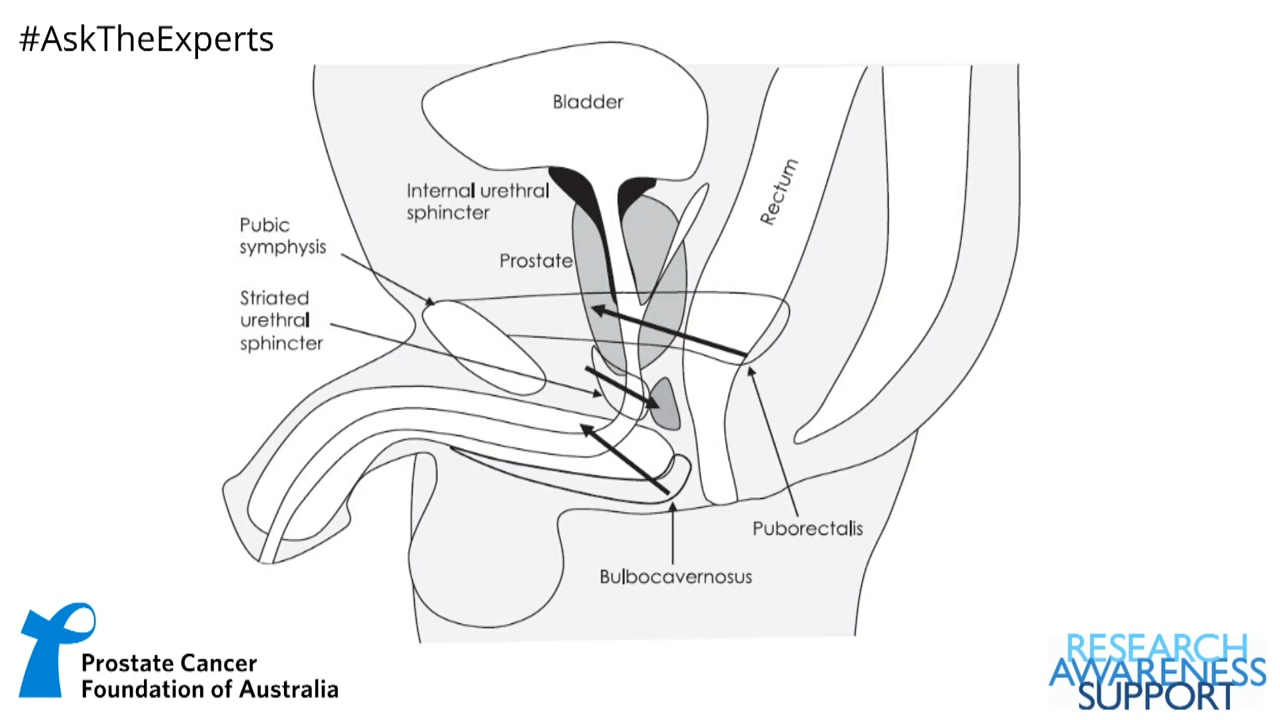 #AskTheExperts
Bladder
Internal urethral
sphincter
Rectum
Pubic
symphysis
Prostate
Striated
urethral
sphincter
Puborectalis
Bulbocavernosus
Prostate Cancer
Foundation of Australia
RESEARCH
AWARENESS
SUPPORT